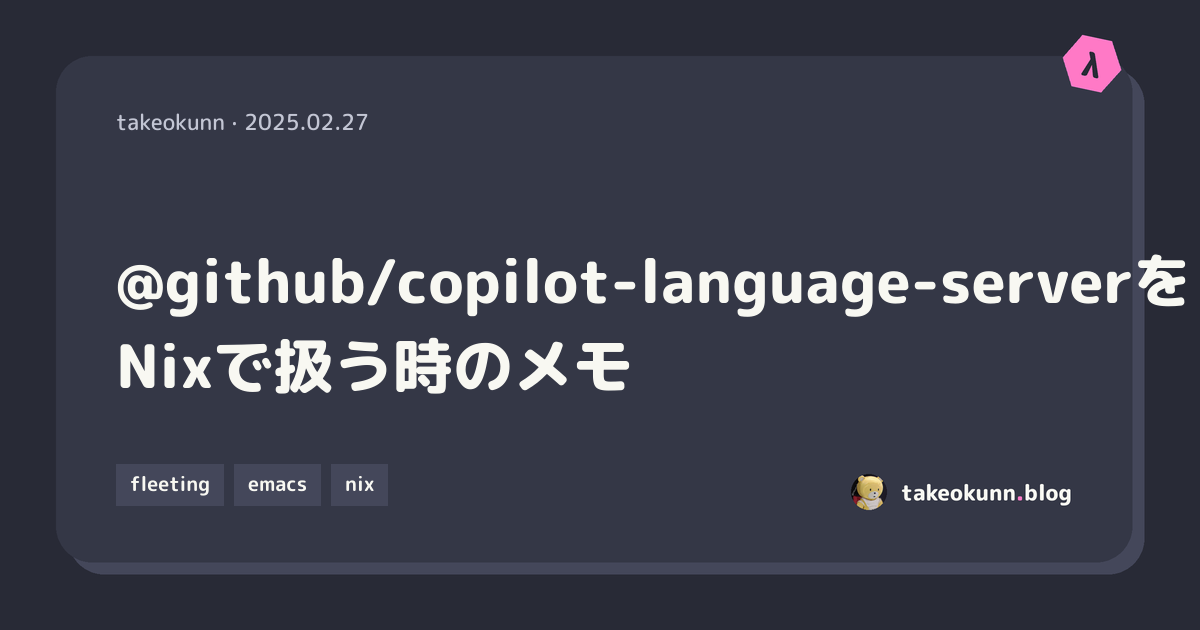 λ
takeokunn · 2025.02.27
@github/copilot-language-serverを
Nixで扱う時のメモ
fleeting emacs nix
takeokunn.blog